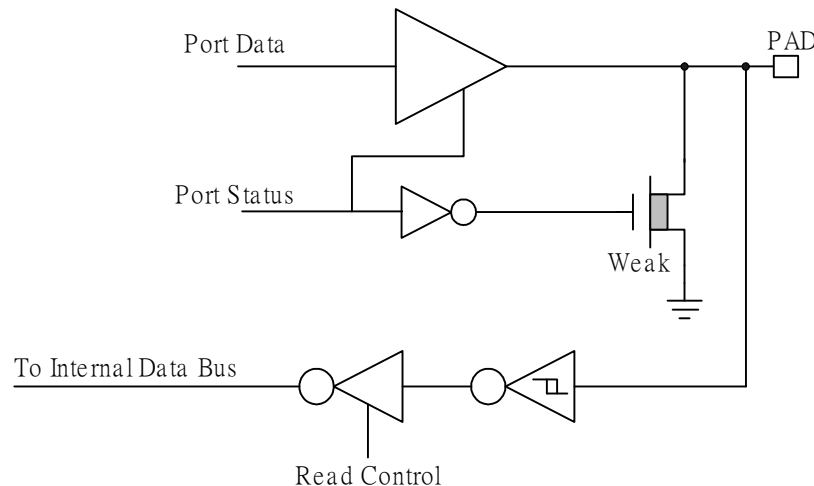 Port Data
PAD
Port Status
Weak
To Internal Data Bus
Read Control